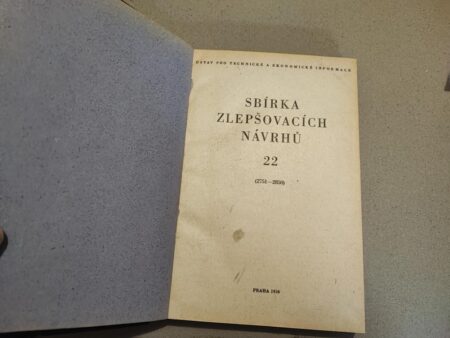 ÚSTAV PRO TECHNICKÉ A EKONOMICKÉ INFORMACE
SBÍRKA
ZLEPŠOVACÍCH
NÁVRHŮ
22
PRAHA